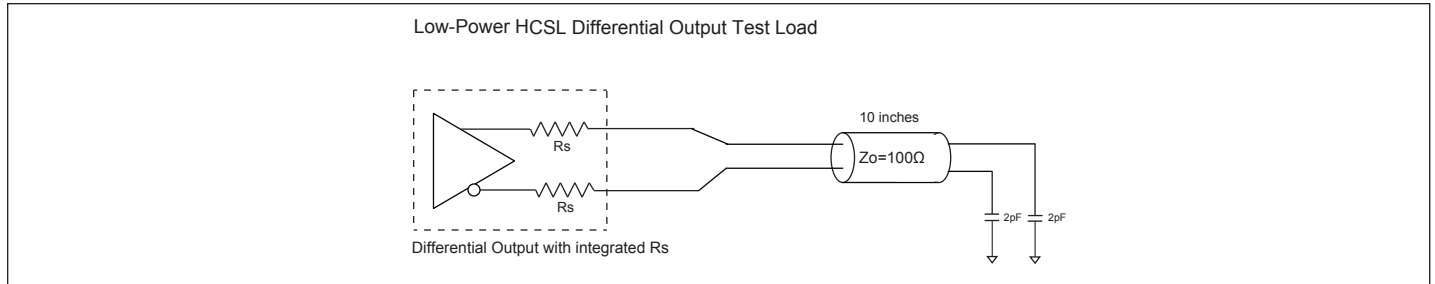 Low-Power HCSL Differential Output Test Load
10 inches
Rs
Zo=100Ω
Rs
2pF
2pF
Differential Output with integrated Rs